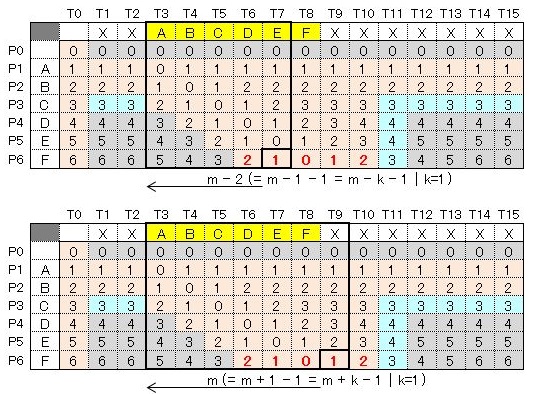 T0 T1 T2 T3 T4 T5 T6 T7 T8 T9 T10 T11 T12 T13 T14 T15
X X A B C D E F X X X X X X X
P0 0 0 0 0 0 0 0 0 0 0 0 0 0 0 0 0
P1 A 1 1 1 0 1 1 1 1 1 1 1 1 1 1 1 1
P2 B 2 2 2 1 0 1 2 2 2 2 2 2 2 2 2 2
P3 C 3 3 3 2 1 0 1 2 3 3 3 3 3 3 3 3
P4 D 4 4 4 3 2 1 0 1 2 3 4 4 4 4 4 4
P5 E 5 5 5 4 3 2 1 0 1 2 3 4 5 5 5 5
P6 F 6 6 6 5 4 3 2 1 0 1 2 3 4 5 6 6
m - 2 (= m - 1 - 1 = m - k - 1 | k=1)
T0 T1 T2 T3 T4 T5 T6 T7 T8 T9 T10 T11 T12 T13 T14 T15
X X A B C D E F X X X X X X X
P0 0 0 0 0 0 0 0 0 0 0 0 0 0 0 0 0
P1 A 1 1 1 0 1 1 1 1 1 1 1 1 1 1 1 1
P2 B 2 2 2 1 0 1 2 2 2 2 2 2 2 2 2 2
P3 C 3 3 3 2 1 0 1 2 3 3 3 3 3 3 3 3
P4 D 4 4 4 3 2 1 0 1 2 3 4 4 4 4 4 4
P5 E 5 5 5 4 3 2 1 0 1 2 3 4 5 5 5 5
P6 F 6 6 6 5 4 3 2 1 0 1 2 3 4 5 6 6
m (= m + 1 - 1 = m + k - 1 | k=1)